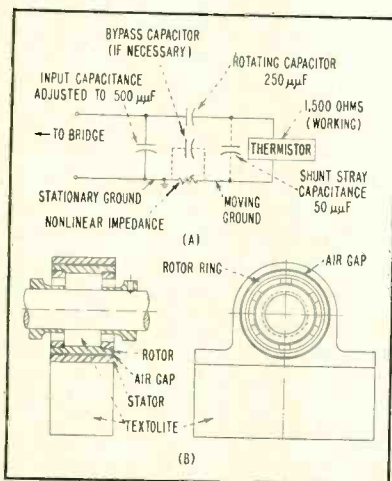 BYPASS CAPACITOR
(IF NECESSARY)
ROTATING CAPACITOR
250 μμF
INPUT CAPACITANCE
ADJUSTED TO 500 μμF
1,500 OHMS
(WORKING)
TO BRIDGE
THERMISTOR
SHUNT STRAY
CAPACITANCE
50 μμF
STATIONARY GROUND
MOVING
GROUND
NONLINEAR IMPEDANCE
(A)
AIR GAP
ROTOR RING
ROTOR
AIR GAP
STATOR
TEXTOLITE
(B)